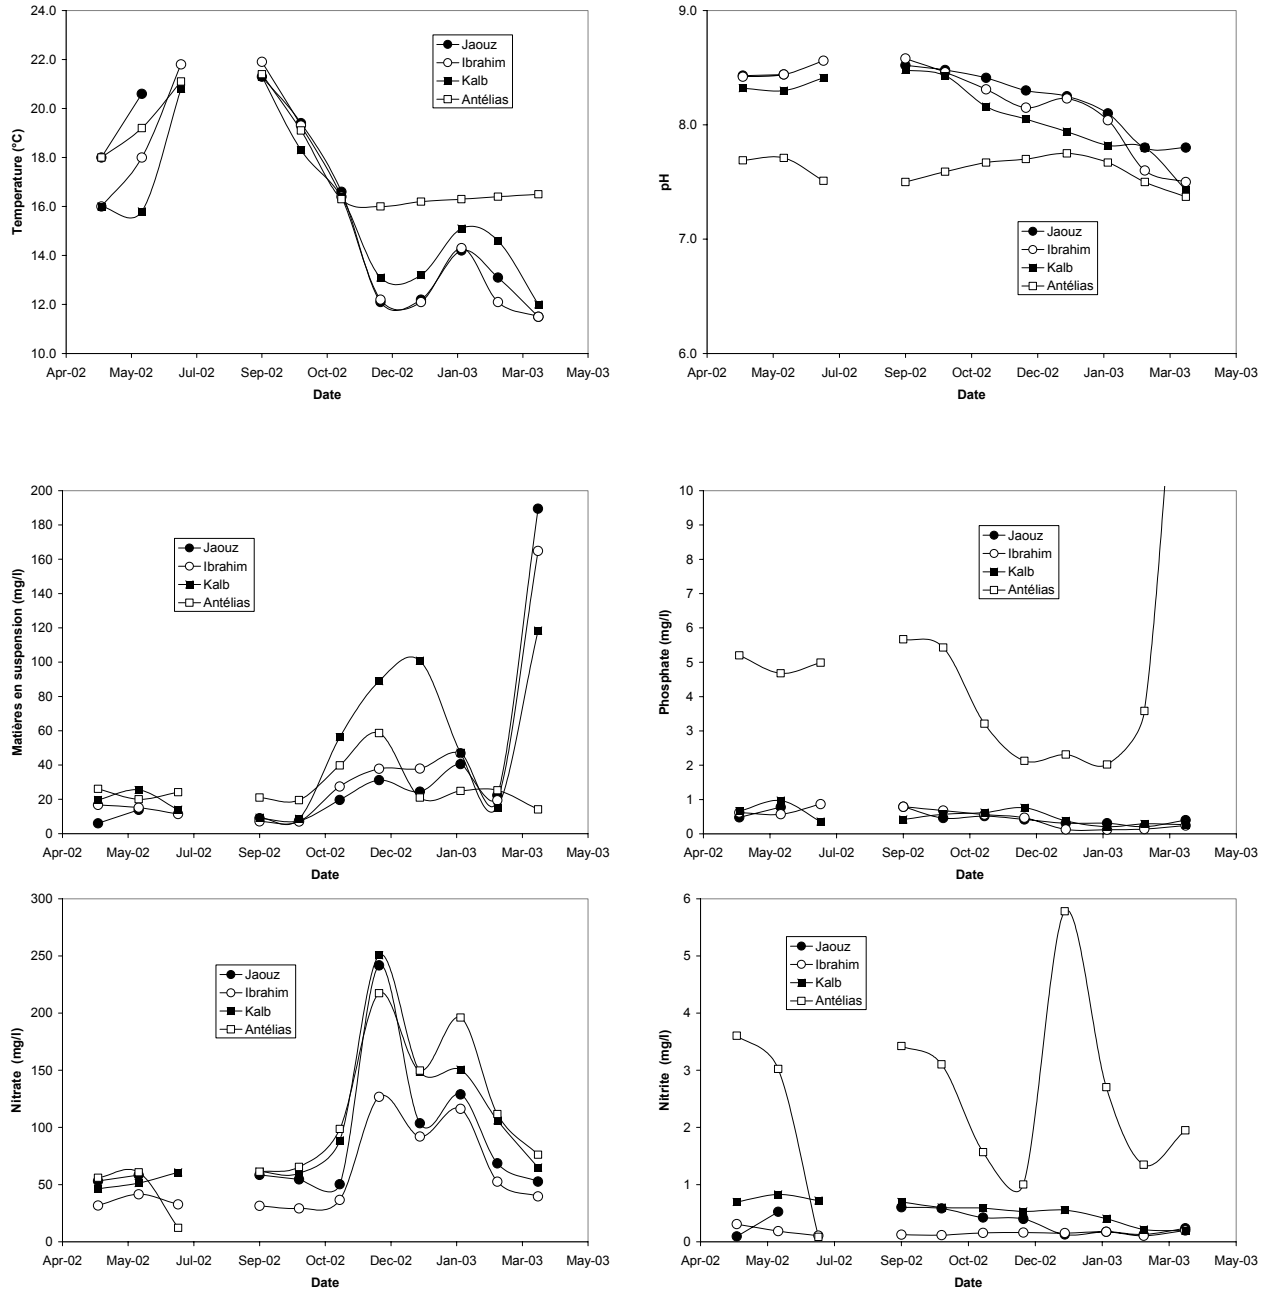 24.0
22.0
20.0
18.0
16.0
14.0
12.0
10.0
Temperature (°C)
Jaouz
Ibrahim
Kalb
Antélias
Apr-02 May-02 Jul-02 Sep-02 Oct-02 Dec-02 Jan-03 Mar-03 May-03
Date
9.0
8.0
7.0
6.0
pH
Jaouz
Ibrahim
Kalb
Antélias
Apr-02 May-02 Jul-02 Sep-02 Oct-02 Dec-02 Jan-03 Mar-03 May-03
Date
200
180
160
140
120
100
80
60
40
20
0
Matières en suspension (mg/l)
Jaouz
Ibrahim
Kalb
Antélias
Apr-02 May-02 Jul-02 Sep-02 Oct-02 Dec-02 Jan-03 Mar-03 May-03
Date
10
9
8
7
6
5
4
3
2
1
0
Phosphate (mg/l)
Jaouz
Ibrahim
Kalb
Antélias
Apr-02 May-02 Jul-02 Sep-02 Oct-02 Dec-02 Jan-03 Mar-03 May-03
Date
300
250
200
150
100
50
0
Nitrate (mg/l)
Jaouz
Ibrahim
Kalb
Antélias
Apr-02 May-02 Jul-02 Sep-02 Oct-02 Dec-02 Jan-03 Mar-03 May-03
Date
6
5
4
3
2
1
0
Nitrite (mg/l)
Jaouz
Ibrahim
Kalb
Antélias
Apr-02 May-02 Jul-02 Sep-02 Oct-02 Dec-02 Jan-03 Mar-03 May-03
Date